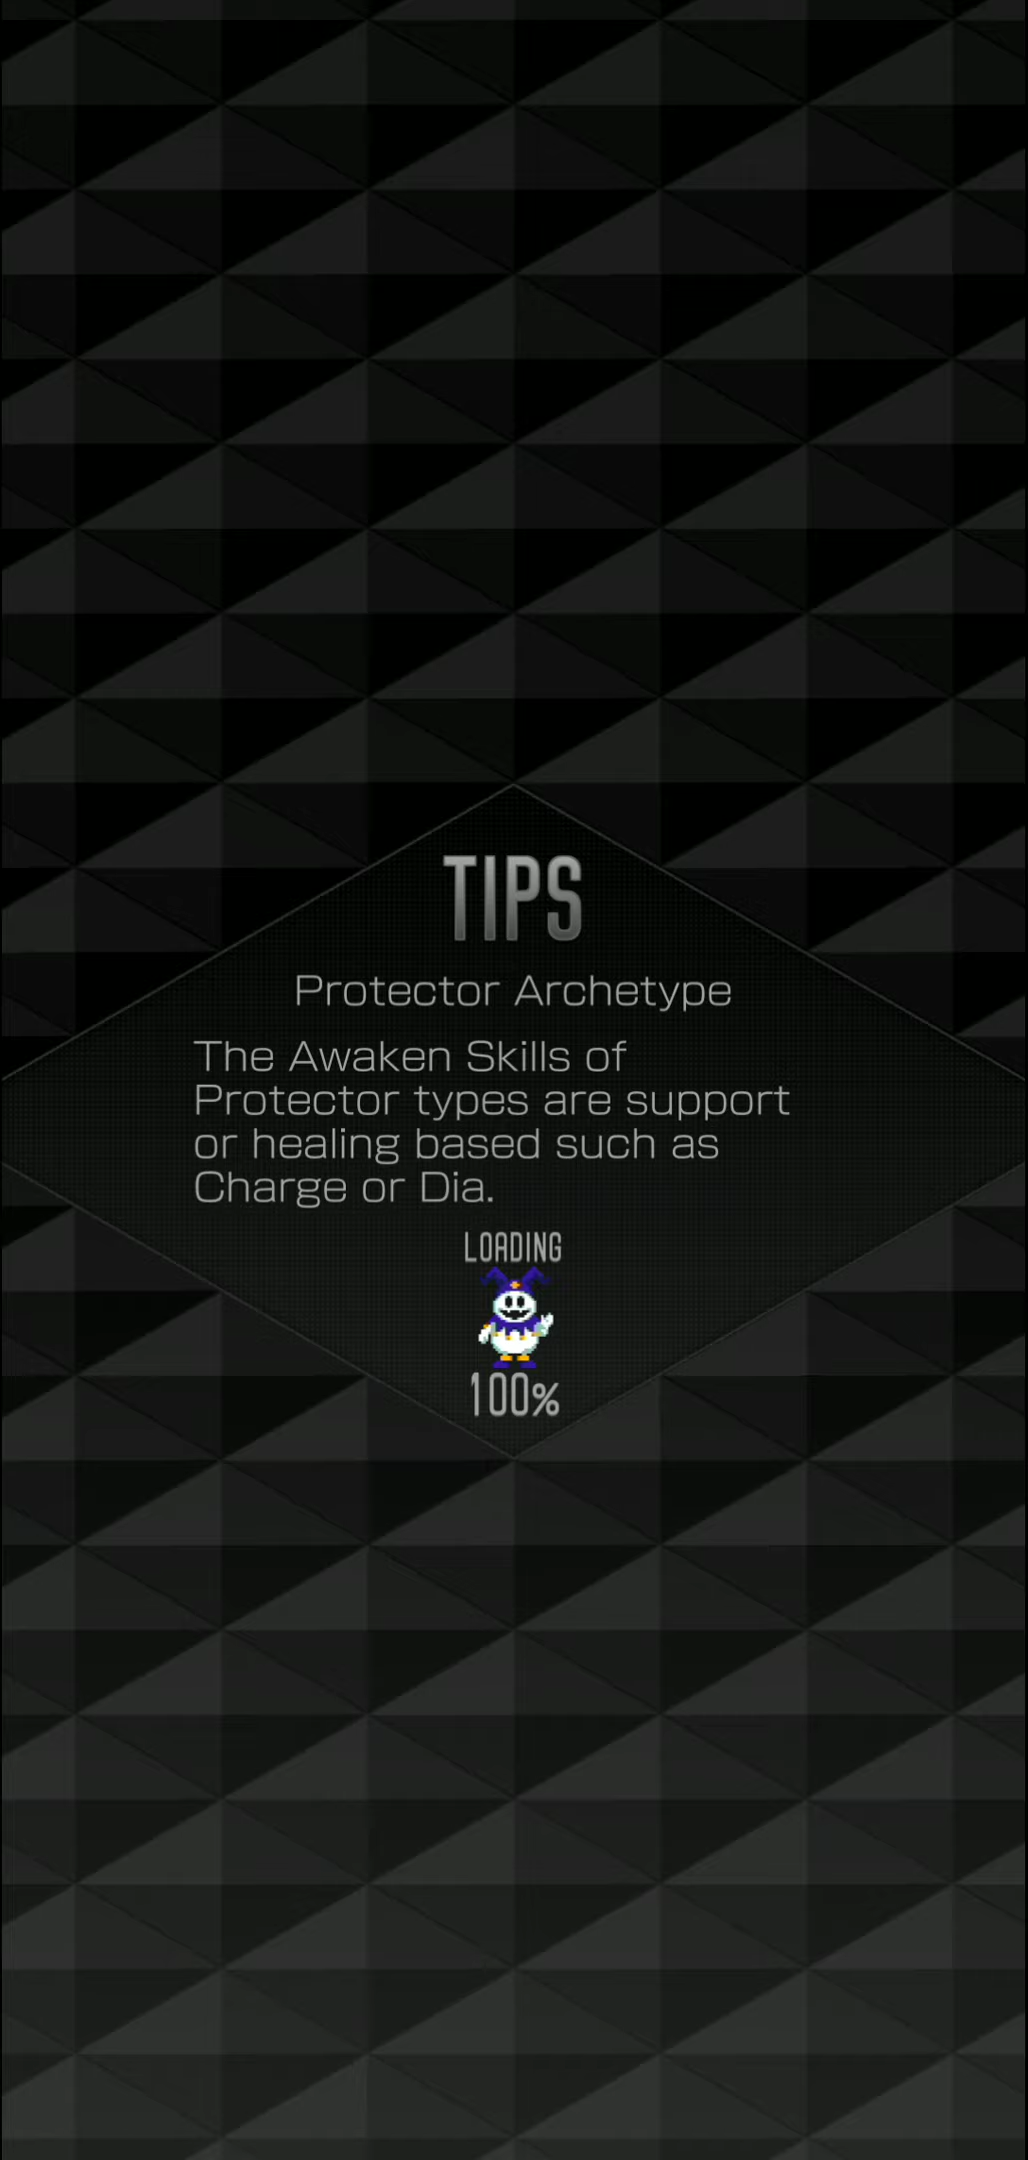 TIPS
Protector Archetype
The Awaken Skills of
Protector types are support
or healing based such as
Charge or Dia.
LOADING
100%